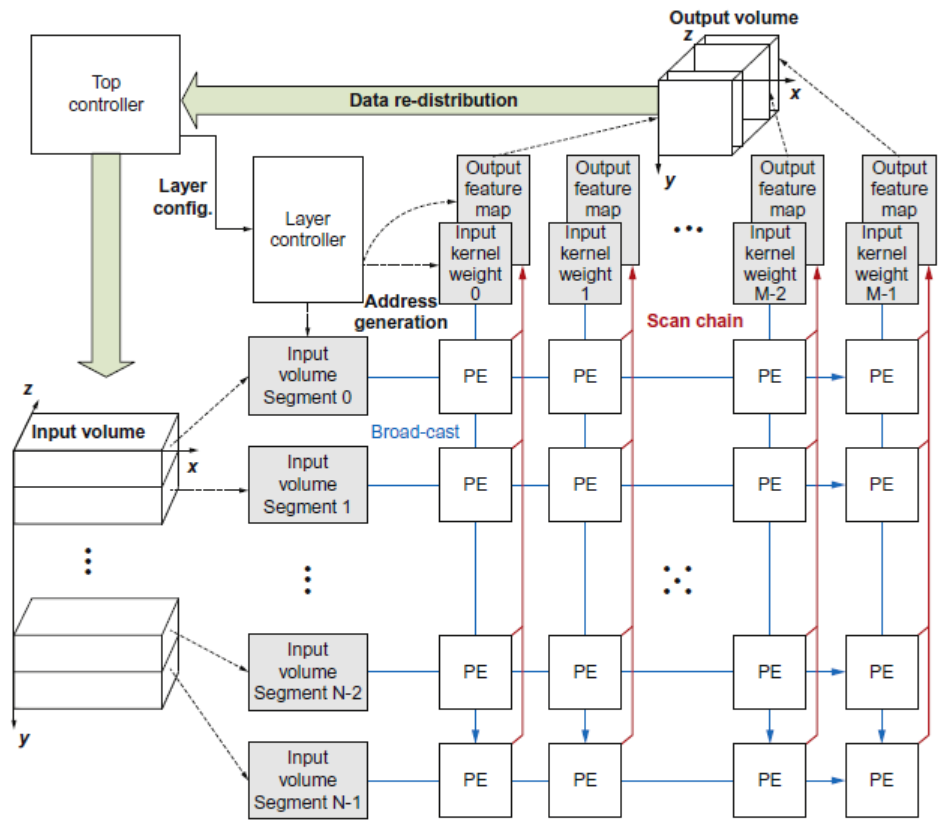 Output volume
z
x
y
Top
controller
Data re-distribution
Layer
config.
Layer
controller
Output
feature
map
Input
kernel
weight
0
Output
feature
map
Input
kernel
weight
1
Output
feature
map
Input
kernel
weight
M-2
Output
feature
map
Input
kernel
weight
M-1
Address
generation
Scan chain
Input
volume
Segment 0
PE
PE
PE
PE
z
Input volume
x
y
Broad-cast
Input
volume
Segment 1
PE
PE
PE
PE
Input
volume
Segment N-2
PE
PE
PE
PE
Input
volume
Segment N-1
PE
PE
PE
PE